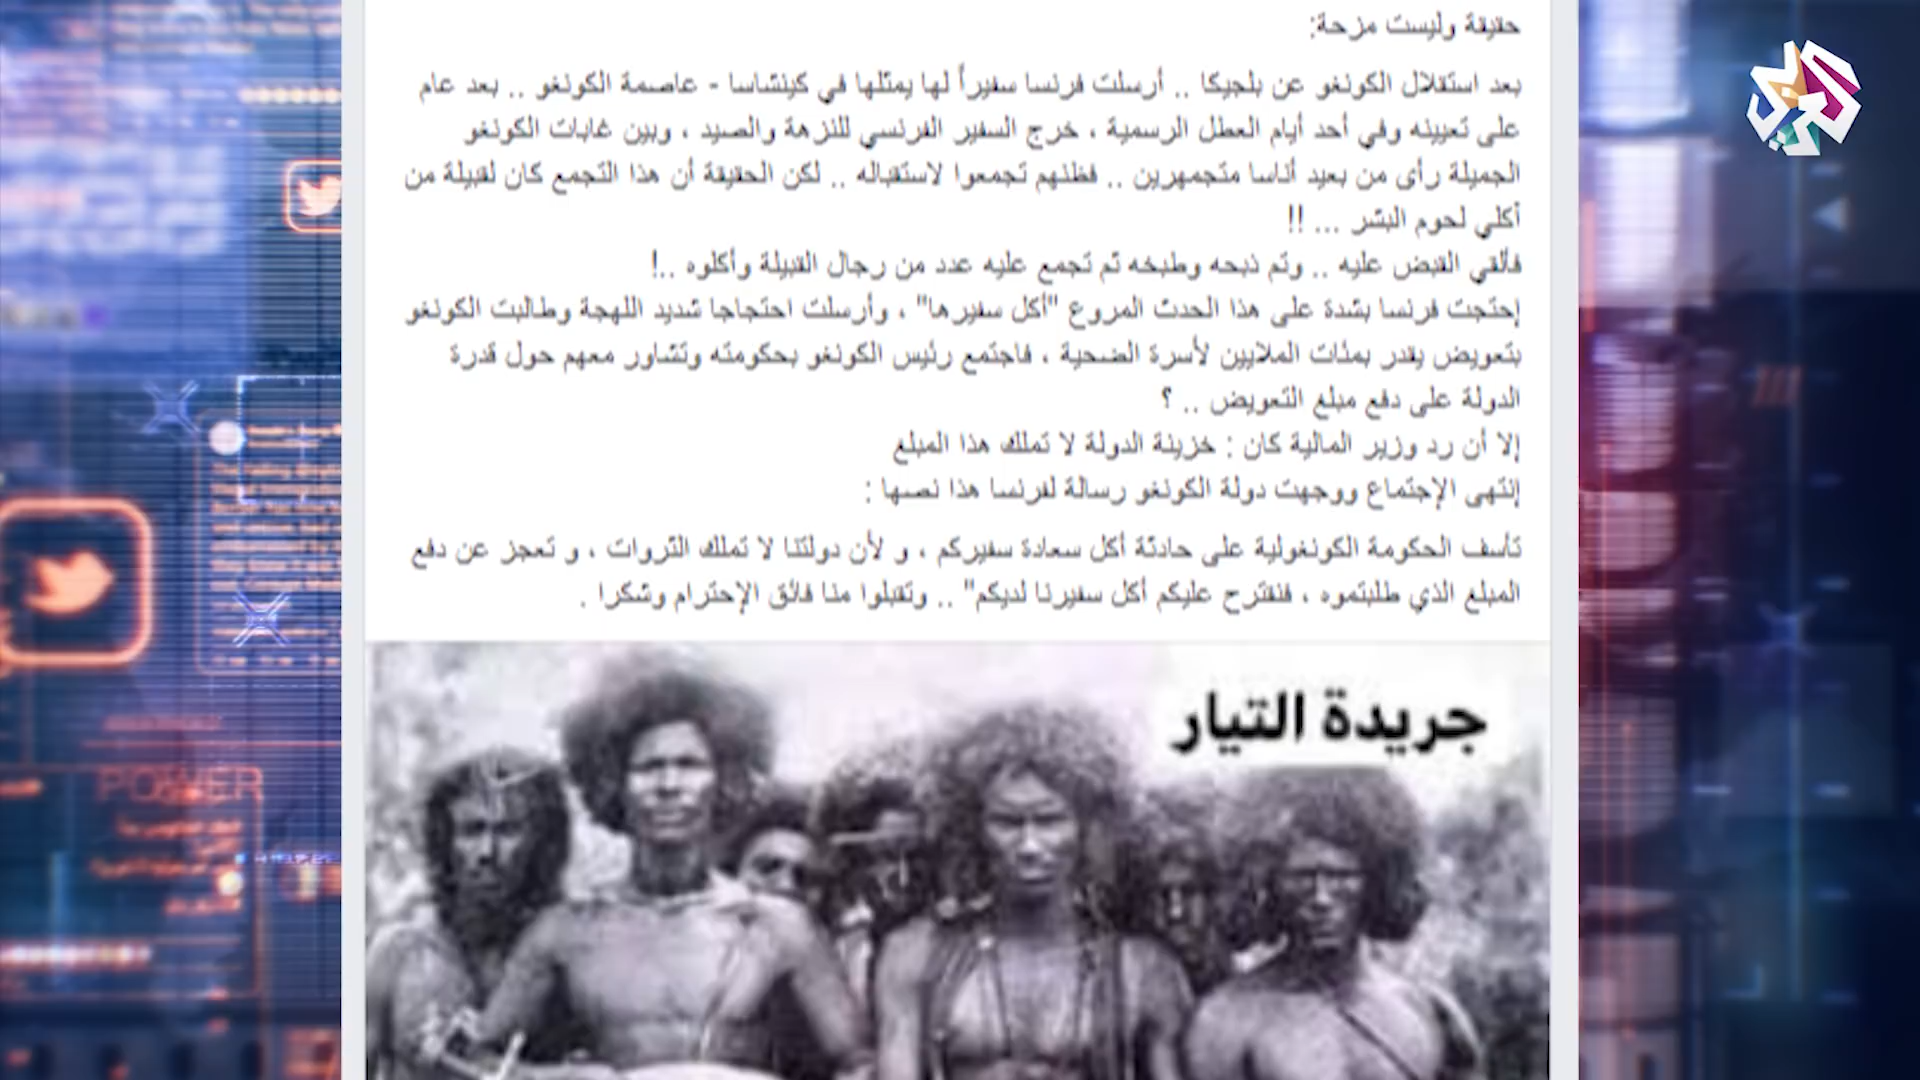 حقيقة وليست مزحة:
بعد استقلال الكونغو عن بلجيكا .. أرسلت فرنسا سفيراً لها يمثلها في كينشاسا - عاصمة الكونغو .. بعد عام
على تعيينه وفي أحد أيام العطل الرسمية ، خرج السفير الفرنسي للنزهة والصيد ، وبين غابات الكونغو
الجميلة رأى من بعيد أناسا متجمهرين .. فظنهم تجمعوا لاستقباله .. لكن الحقيقة أن هذا التجمع كان لقبيلة من
آكلي لحوم البشر ... !!
فألقي القبض عليه .. وتم ذبحه وطبخه ثم تجمع عليه عدد من رجال القبيلة وأكلوه ..!
إحتجت فرنسا بشدة على هذا الحدث المروع "أكل سفيرها" ، وأرسلت احتجاجا شديد اللهجة وطالبت الكونغو
بتعويض يقدر بمئات الملايين لأسرة الضحية ، فاجتمع رئيس الكونغو بحكومته وتشاور معهم حول قدرة
الدولة على دفع مبلغ التعويض .. ؟
إلا أن رد وزير المالية كان : خزينة الدولة لا تملك هذا المبلغ
إنتهى الإجتماع ووجهت دولة الكونغو رسالة لفرنسا هذا نصها :
تأسف الحكومة الكونغولية على حادثة أكل سعادة سفيركم ، و لأن دولتنا لا تملك الثروات ، و تعجز عن دفع
المبلغ الذي طلبتموه ، فنقترح عليكم أكل سفيرنا لديكم" .. وتقبلوا منا فائق الإحترام وشكرا .
جريدة التيار
POWER